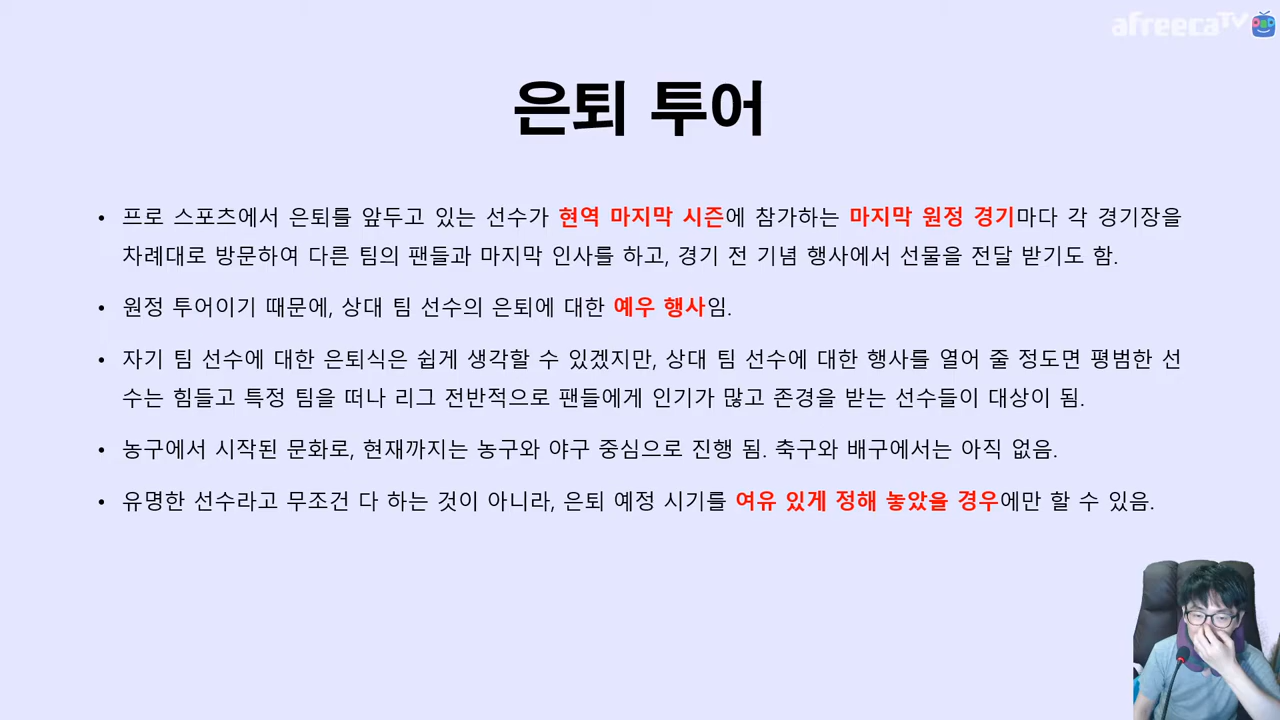 afreecaTV
은퇴 투어
• 프로 스포츠에서 은퇴를 앞두고 있는 선수가 현역 마지막 시즌에 참가하는 마지막 원정 경기마다 각 경기장을
차례대로 방문하여 다른 팀의 팬들과 마지막 인사를 하고, 경기 전 기념 행사에서 선물을 전달 받기도 함.
• 원정 투어이기 때문에, 상대 팀 선수의 은퇴에 대한 예우 행사임.
• 자기 팀 선수에 대한 은퇴식은 쉽게 생각할 수 있겠지만, 상대 팀 선수에 대한 행사를 열어 줄 정도면 평범한 선
수는 힘들고 특정 팀을 떠나 리그 전반적으로 팬들에게 인기가 많고 존경을 받는 선수들이 대상이 됨.
• 농구에서 시작된 문화로, 현재까지는 농구와 야구 중심으로 진행 됨. 축구와 배구에서는 아직 없음.
• 유명한 선수라고 무조건 다 하는 것이 아니라, 은퇴 예정 시기를 여유 있게 정해 놓았을 경우에만 할 수 있음.